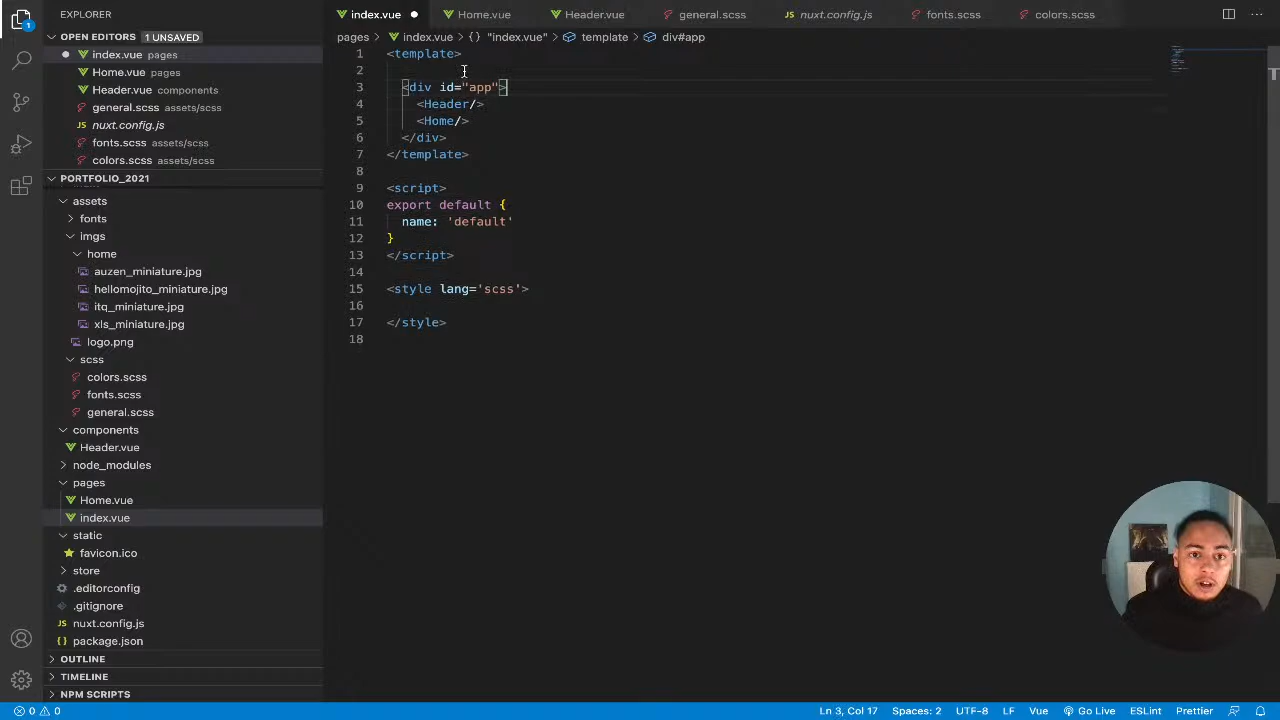 EXPLORER
index.vue
Home.vue
Header.vue
general.scss
nuxt.config.js
fonts.scss
colors.scss
1
OPEN EDITORS 1 UNSAVED
pages > index.vue > {} "index.vue" > template > div#app
index.vue pages
Home.vue pages
Header.vue components
general.scss assets/scss
nuxt.config.js
fonts.scss assets/scss
colors.scss assets/scss
PORTFOLIO_2021
assets
fonts
imgs
home
auzen_miniature.jpg
hellomojito_miniature.jpg
itq_miniature.jpg
xls_miniature.jpg
logo.png
scss
colors.scss
fonts.scss
general.scss
components
Header.vue
node_modules
pages
Home.vue
index.vue
static
favicon.ico
store
.editorconfig
.gitignore
nuxt.config.js
package.json
OUTLINE
TIMELINE
NPM SCRIPTS
1 <template>
2
3 <div id="app">
4 <Header/>
5 <Home/>
6 </div>
7 </template>
8
9 <script>
10 export default {
11 name: 'default'
12 }
13 </script>
14
15 <style lang='scss'>
16
17 </style>
18
0 0
Ln 3, Col 17 Spaces: 2 UTF-8 LF Vue Go Live ESLint Prettier